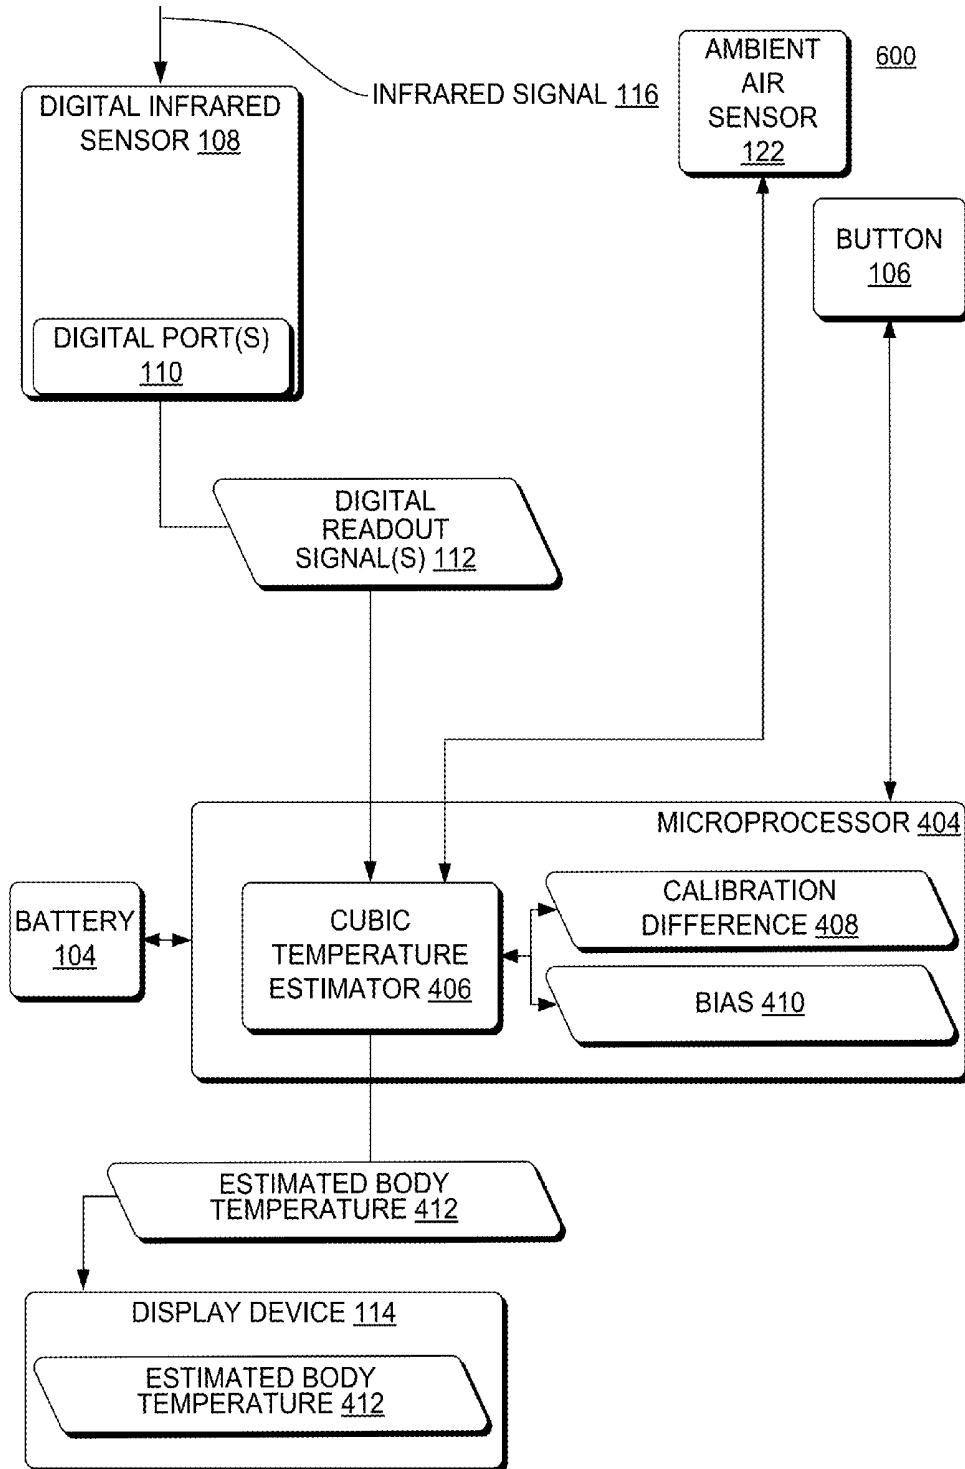 DIGITAL INFRARED
SENSOR 108
INFRARED SIGNAL 116
AMBIENT
AIR
SENSOR
122
600
BUTTON
106
DIGITAL PORT(S)
110
DIGITAL
READOUT
SIGNAL(S) 112
MICROPROCESSOR 404
BATTERY
104
CUBIC
TEMPERATURE
ESTIMATOR 406
CALIBRATION
DIFFERENCE 408
BIAS 410
ESTIMATED BODY
TEMPERATURE 412
DISPLAY DEVICE 114
ESTIMATED BODY
TEMPERATURE 412